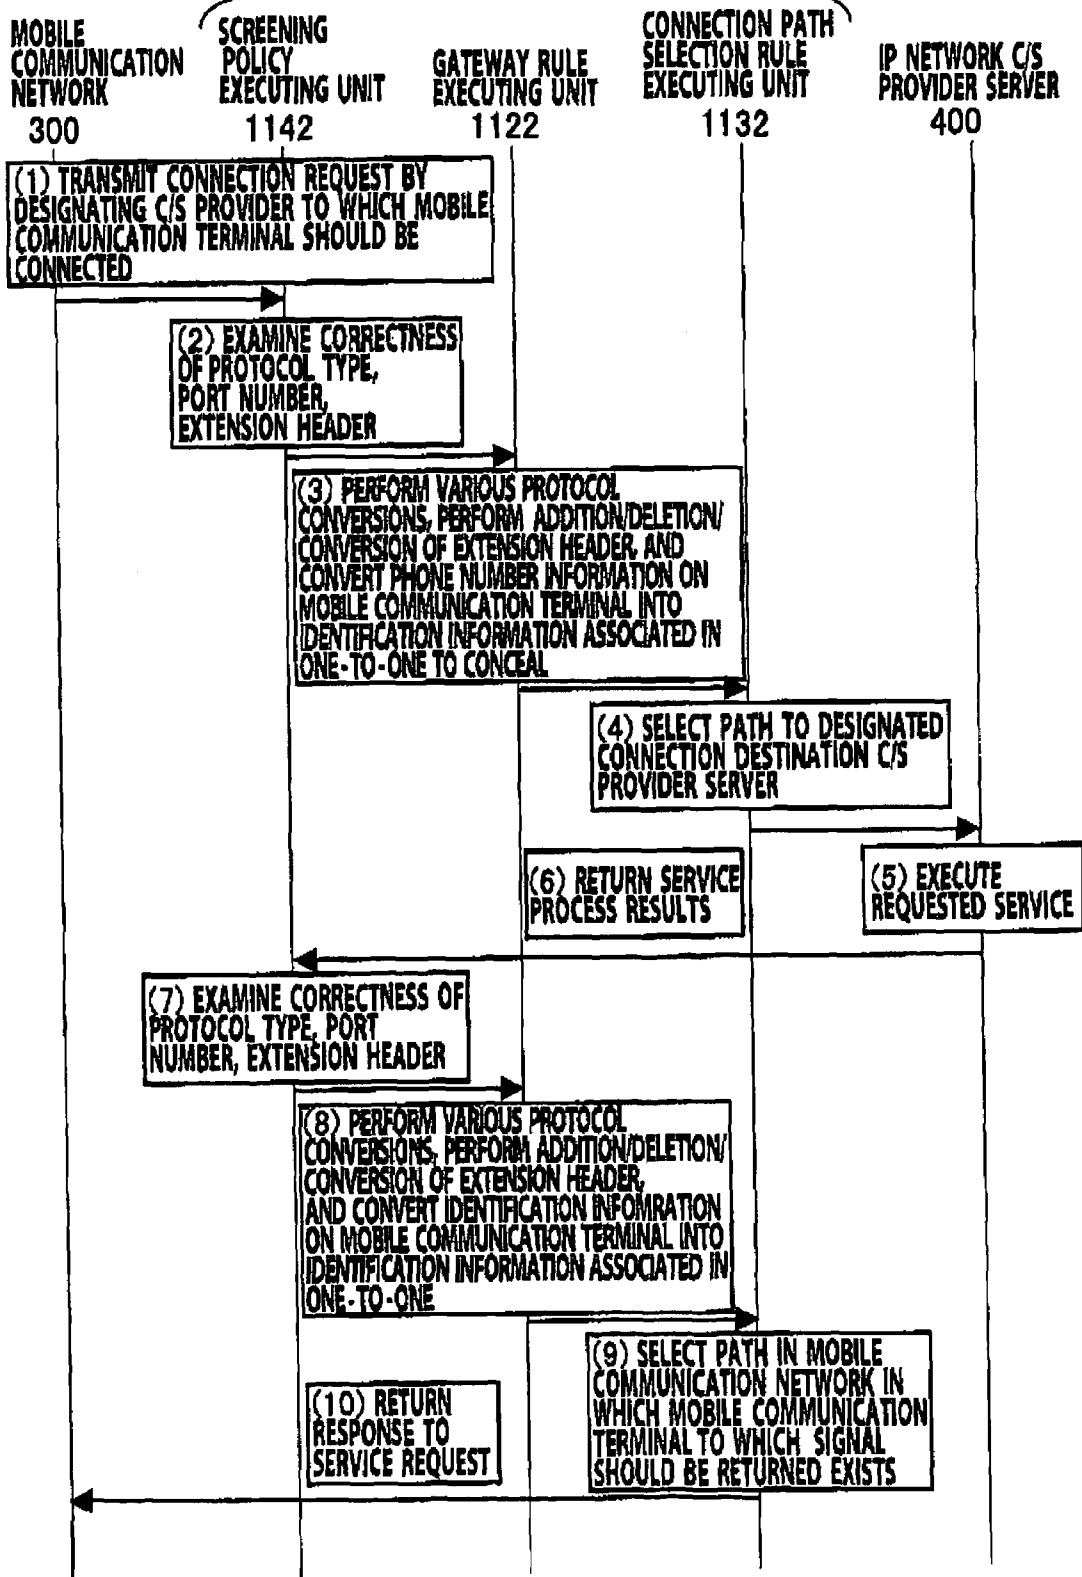 MOBILE
COMMUNICATION
NETWORK
300
SCREENING
POLICY
EXECUTING UNIT
1142
GATEWAY RULE
EXECUTING UNIT
1122
CONNECTION PATH
SELECTION RULE
EXECUTING UNIT
1132
IP NETWORK C/S
PROVIDER SERVER
400
(1) TRANSMIT CONNECTION REQUEST BY
DESIGNATING C/S PROVIDER TO WHICH MOBILE
COMMUNICATION TERMINAL SHOULD BE
CONNECTED
(2) EXAMINE CORRECTNESS
OF PROTOCOL TYPE,
PORT NUMBER,
EXTENSION HEADER
(3) PERFORM VARIOUS PROTOCOL
CONVERSIONS, PERFORM ADDITION/DELETION/
CONVERSION OF EXTENSION HEADER, AND
CONVERT PHONE NUMBER INFORMATION ON
MOBILE COMMUNICATION TERMINAL INTO
IDENTIFICATION INFORMATION ASSOCIATED IN
ONE-TO-ONE TO CONCEAL
(4) SELECT PATH TO DESIGNATED
CONNECTION DESTINATION C/S
PROVIDER SERVER
(5) EXECUTE
REQUESTED SERVICE
(6) RETURN SERVICE
PROCESS RESULTS
(7) EXAMINE CORRECTNESS OF
PROTOCOL TYPE, PORT
NUMBER, EXTENSION HEADER
(8) PERFORM VARIOUS PROTOCOL
CONVERSIONS, PERFORM ADDITION/DELETION/
CONVERSION OF EXTENSION HEADER,
AND CONVERT IDENTIFICATION INFOMRATION
ON MOBILE COMMUNICATION TERMINAL INTO
IDENTIFICATION INFORMATION ASSOCIATED IN
ONE-TO-ONE
(9) SELECT PATH IN MOBILE
COMMUNICATION NETWORK IN
WHICH MOBILE COMMUNICATION
TERMINAL TO WHICH SIGNAL
SHOULD BE RETURNED EXISTS
(10) RETURN
RESPONSE TO
SERVICE REQUEST